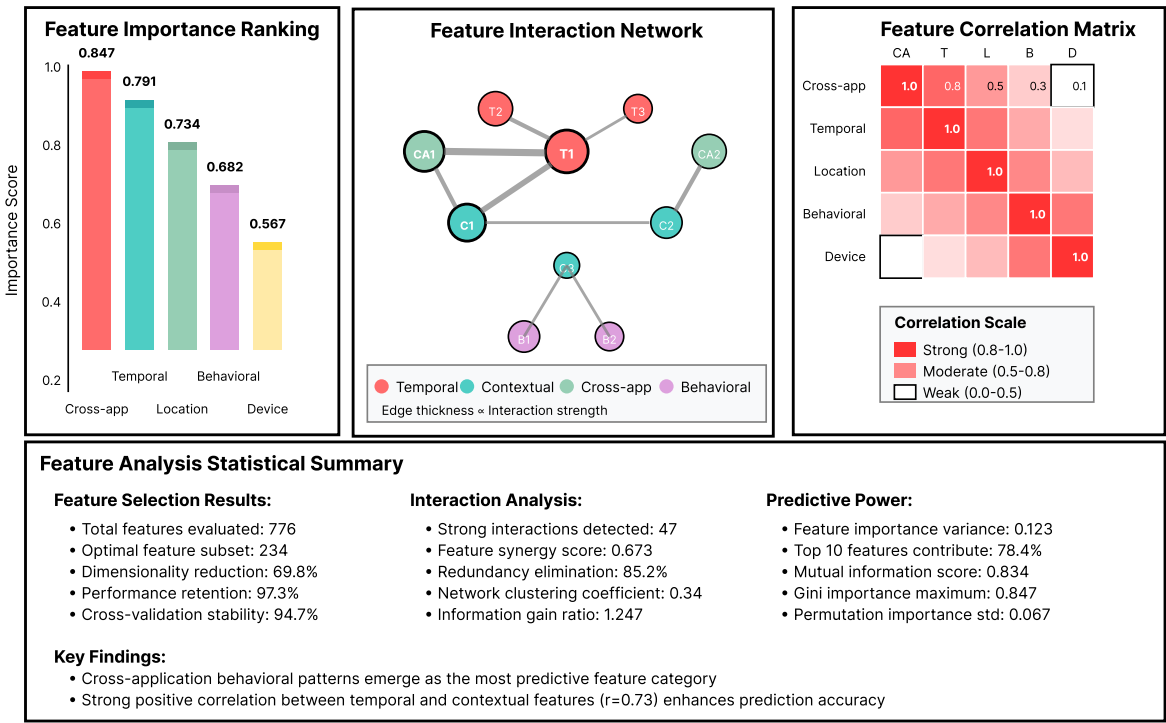 Feature Importance Ranking
0.847
1.0
0.791
0.8
0.734
0.682
0.6
0.567
0.4
0.2
Importance Score
Temporal
Behavioral
Cross-app
Location
Device
Feature Interaction Network
T2
T3
CA1
T1
CA2
C1
C2
C3
B1
B2
Temporal
Contextual
Cross-app
Behavioral
Edge thickness ∝ Interaction strength
Feature Correlation Matrix
CA T L B D
Cross-app 1.0 0.8 0.5 0.3 0.1
Temporal 1.0
Location 1.0
Behavioral 1.0
Device 1.0
Correlation Scale
Strong (0.8-1.0)
Moderate (0.5-0.8)
Weak (0.0-0.5)
Feature Analysis Statistical Summary
Feature Selection Results:
• Total features evaluated: 776
• Optimal feature subset: 234
• Dimensionality reduction: 69.8%
• Performance retention: 97.3%
• Cross-validation stability: 94.7%
Interaction Analysis:
• Strong interactions detected: 47
• Feature synergy score: 0.673
• Redundancy elimination: 85.2%
• Network clustering coefficient: 0.34
• Information gain ratio: 1.247
Predictive Power:
• Feature importance variance: 0.123
• Top 10 features contribute: 78.4%
• Mutual information score: 0.834
• Gini importance maximum: 0.847
• Permutation importance std: 0.067
Key Findings:
• Cross-application behavioral patterns emerge as the most predictive feature category
• Strong positive correlation between temporal and contextual features (r=0.73) enhances prediction accuracy